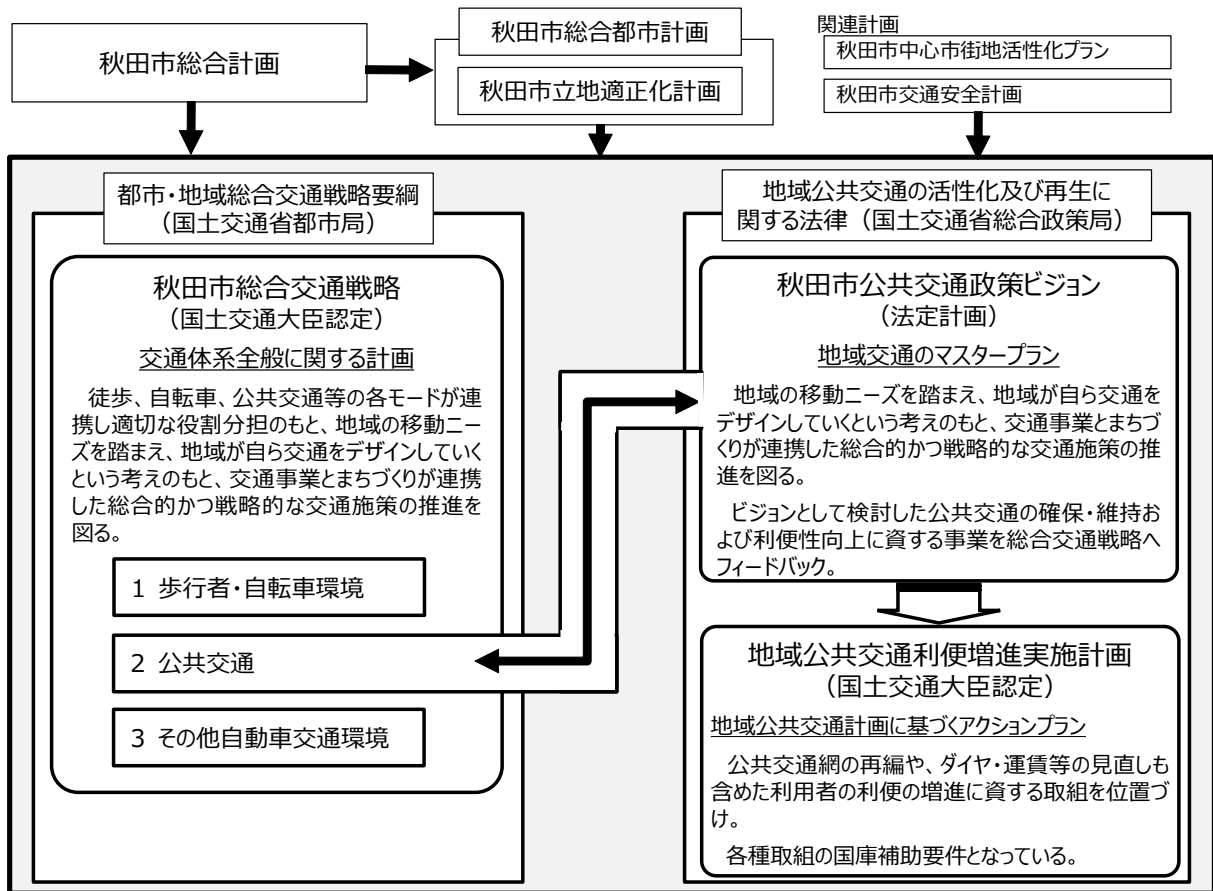 秋田市総合計画
秋田市総合都市計画
秋田市立地適正化計画
関連計画
秋田市中心市街地活性化プラン
秋田市交通安全計画
都市・地域総合交通戦略要綱
（国土交通省都市局）
秋田市総合交通戦略
（国土交通大臣認定）
交通体系全般に関する計画
徒歩、自転車、公共交通等の各モードが連
携し適切な役割分担のもと、地域の移動ニー
ズを踏まえ、地域が自ら交通をデザインしていく
という考えのもと、交通事業とまちづくりが連携
した総合的かつ戦略的な交通施策の推進を
図る。
1 歩行者・自転車環境
2 公共交通
3 その他自動車交通環境
地域公共交通の活性化及び再生に
関する法律（国土交通省総合政策局）
秋田市公共交通政策ビジョン
（法定計画）
地域交通のマスタープラン
地域の移動ニーズを踏まえ、地域が自ら交通を
デザインしていくという考えのもと、交通事業とまちづ
くりが連携した総合的かつ戦略的な交通施策の推
進を図る。
ビジョンとして検討した公共交通の確保・維持お
よび利便性向上に資する事業を総合交通戦略へ
フィードバック。
地域公共交通利便増進実施計画
（国土交通大臣認定）
地域公共交通計画に基づくアクションプラン
公共交通網の再編や、ダイヤ・運賃等の見直しも
含めた利用者の利便の増進に資する取組を位置づ
け。
各種取組の国庫補助要件となっている。